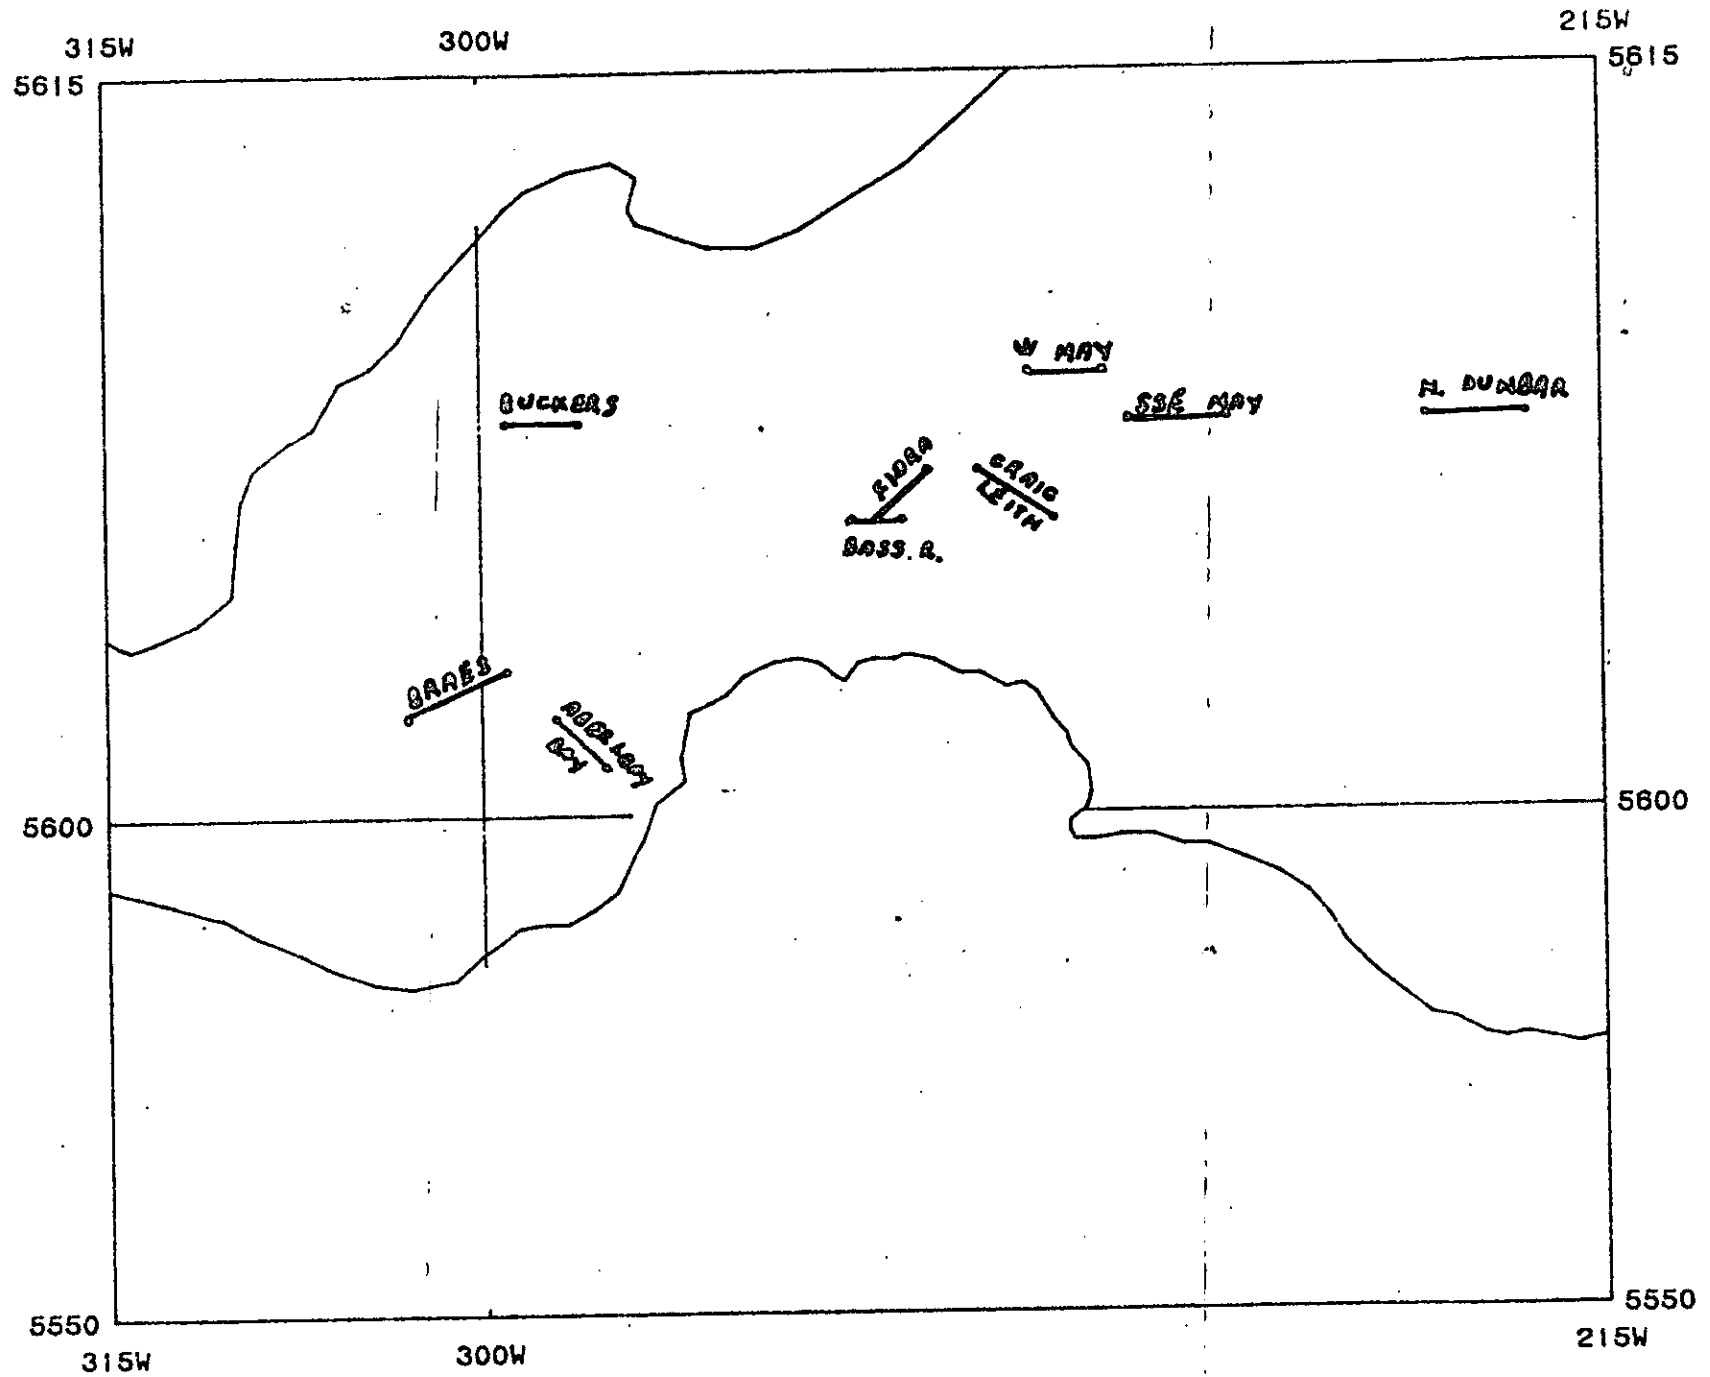 315W
300W
215W
5615
5615
W MAY
N. DUNBAR
BUCKERS
SSE MAY
FIDRA
CRAIG
LEITH
BASS. R.
BRAES
ABERLADY
BAY
5600
5600
5550
5550
315W
300W
215W